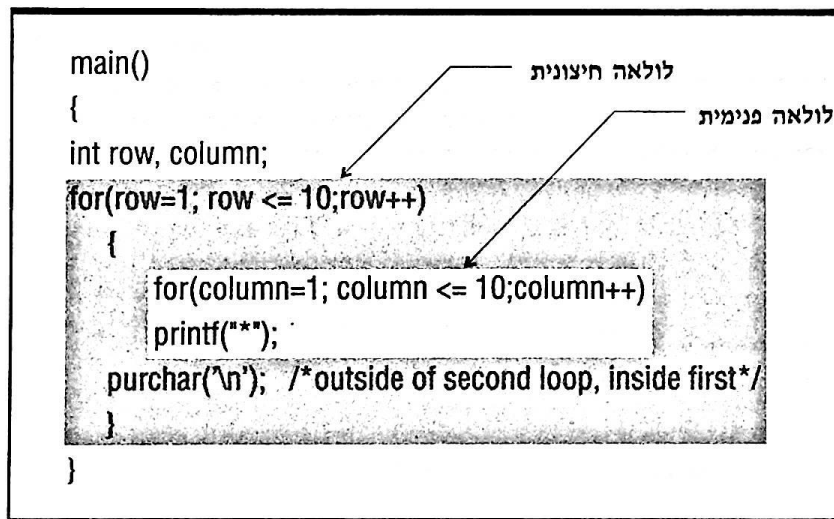 main()
לולאה חיצונית
{
לולאה פנימית
int row, column;
for(row=1; row <= 10;row++)
{
for(column=1; column <= 10;column++)
printf("*");
purchar('\n'); /*outside of second loop, inside first*/
}
}